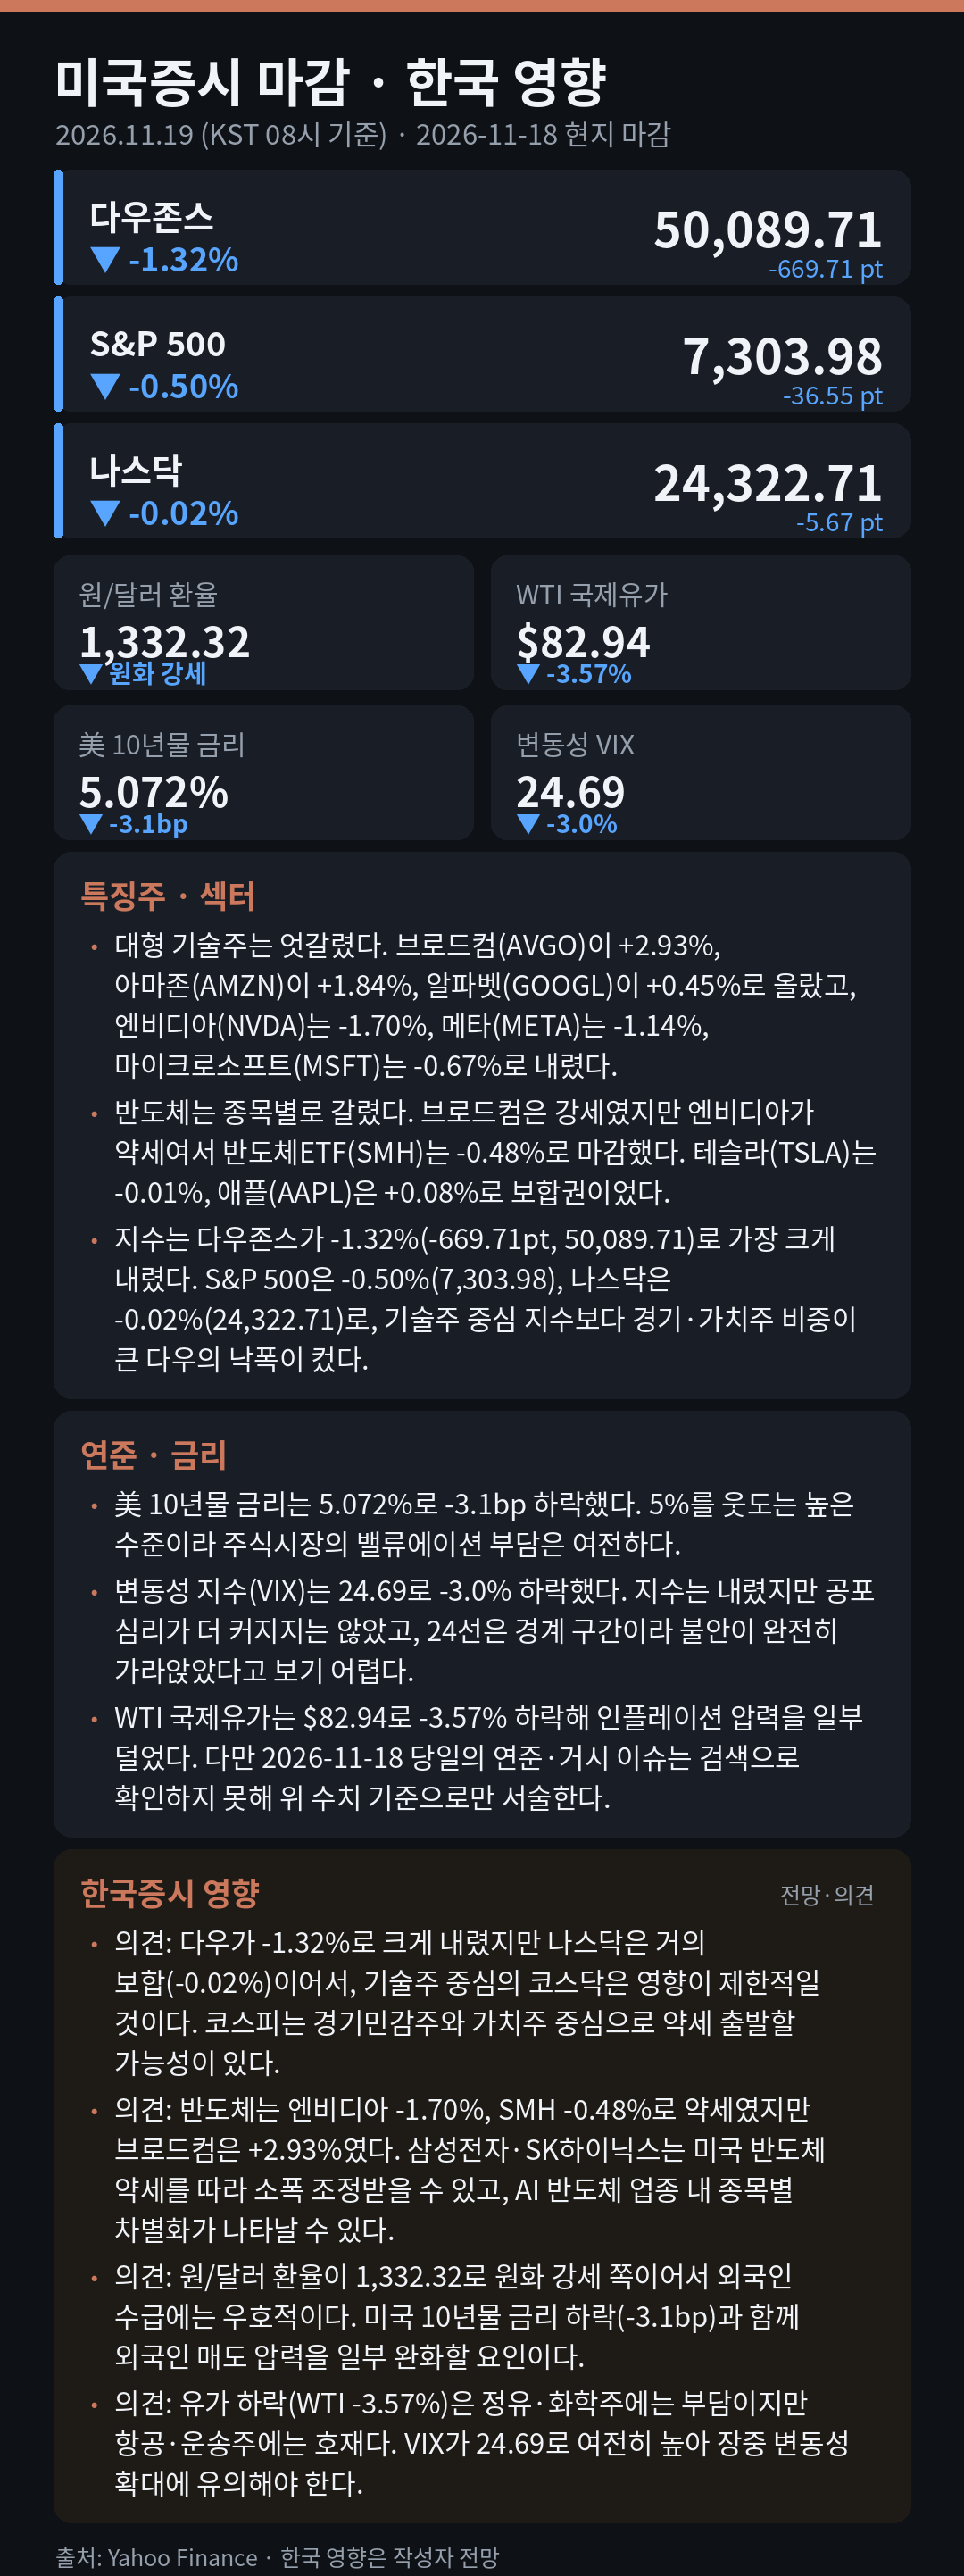 미국증시 마감 · 한국 영향
2026.11.19 (KST 08시 기준) · 2026-11-18 현지 마감
다우존스
▼ -1.32%
50,089.71
-669.71 pt
S&P 500
▼ -0.50%
7,303.98
-36.55 pt
나스닥
▼ -0.02%
24,322.71
-5.67 pt
원/달러 환율
1,332.32
▼ 원화 강세
WTI 국제유가
$82.94
▼ -3.57%
美 10년물 금리
5.072%
▼ -3.1bp
변동성 VIX
24.69
▼ -3.0%
특징주 · 섹터
• 대형 기술주는 엇갈렸다. 브로드컴(AVGO)이 +2.93%,
아마존(AMZN)이 +1.84%, 알파벳(GOOGL)이 +0.45%로 올랐고,
엔비디아(NVDA)는 -1.70%, 메타(META)는 -1.14%,
마이크로소프트(MSFT)는 -0.67%로 내렸다.
• 반도체는 종목별로 갈렸다. 브로드컴은 강세였지만 엔비디아가
약세여서 반도체ETF(SMH)는 -0.48%로 마감했다. 테슬라(TSLA)는
-0.01%, 애플(AAPL)은 +0.08%로 보합권이었다.
• 지수는 다우존스가 -1.32%(-669.71pt, 50,089.71)로 가장 크게
내렸다. S&P 500은 -0.50%(7,303.98), 나스닥은
-0.02%(24,322.71)로, 기술주 중심 지수보다 경기·가치주 비중이
큰 다우의 낙폭이 컸다.
연준 · 금리
• 美 10년물 금리는 5.072%로 -3.1bp 하락했다. 5%를 웃도는 높은
수준이라 주식시장의 밸류에이션 부담은 여전하다.
• 변동성 지수(VIX)는 24.69로 -3.0% 하락했다. 지수는 내렸지만 공포
심리가 더 커지지는 않았고, 24선은 경계 구간이라 불안이 완전히
가라앉았다고 보기 어렵다.
• WTI 국제유가는 $82.94로 -3.57% 하락해 인플레이션 압력을 일부
덜었다. 다만 2026-11-18 당일의 연준·거시 이슈는 검색으로
확인하지 못해 위 수치 기준으로만 서술한다.
한국증시 영향
전망·의견
• 의견: 다우가 -1.32%로 크게 내렸지만 나스닥은 거의
보합(-0.02%)이어서, 기술주 중심의 코스닥은 영향이 제한적일
것이다. 코스피는 경기민감주와 가치주 중심으로 약세 출발할
가능성이 있다.
• 의견: 반도체는 엔비디아 -1.70%, SMH -0.48%로 약세였지만
브로드컴은 +2.93%였다. 삼성전자·SK하이닉스는 미국 반도체
약세를 따라 소폭 조정받을 수 있고, AI 반도체 업종 내 종목별
차별화가 나타날 수 있다.
• 의견: 원/달러 환율이 1,332.32로 원화 강세 쪽이어서 외국인
수급에는 우호적이다. 미국 10년물 금리 하락(-3.1bp)과 함께
외국인 매도 압력을 일부 완화할 요인이다.
• 의견: 유가 하락(WTI -3.57%)은 정유·화학주에는 부담이지만
항공·운송주에는 호재다. VIX가 24.69로 여전히 높아 장중 변동성
확대에 유의해야 한다.
출처: Yahoo Finance · 한국 영향은 작성자 전망